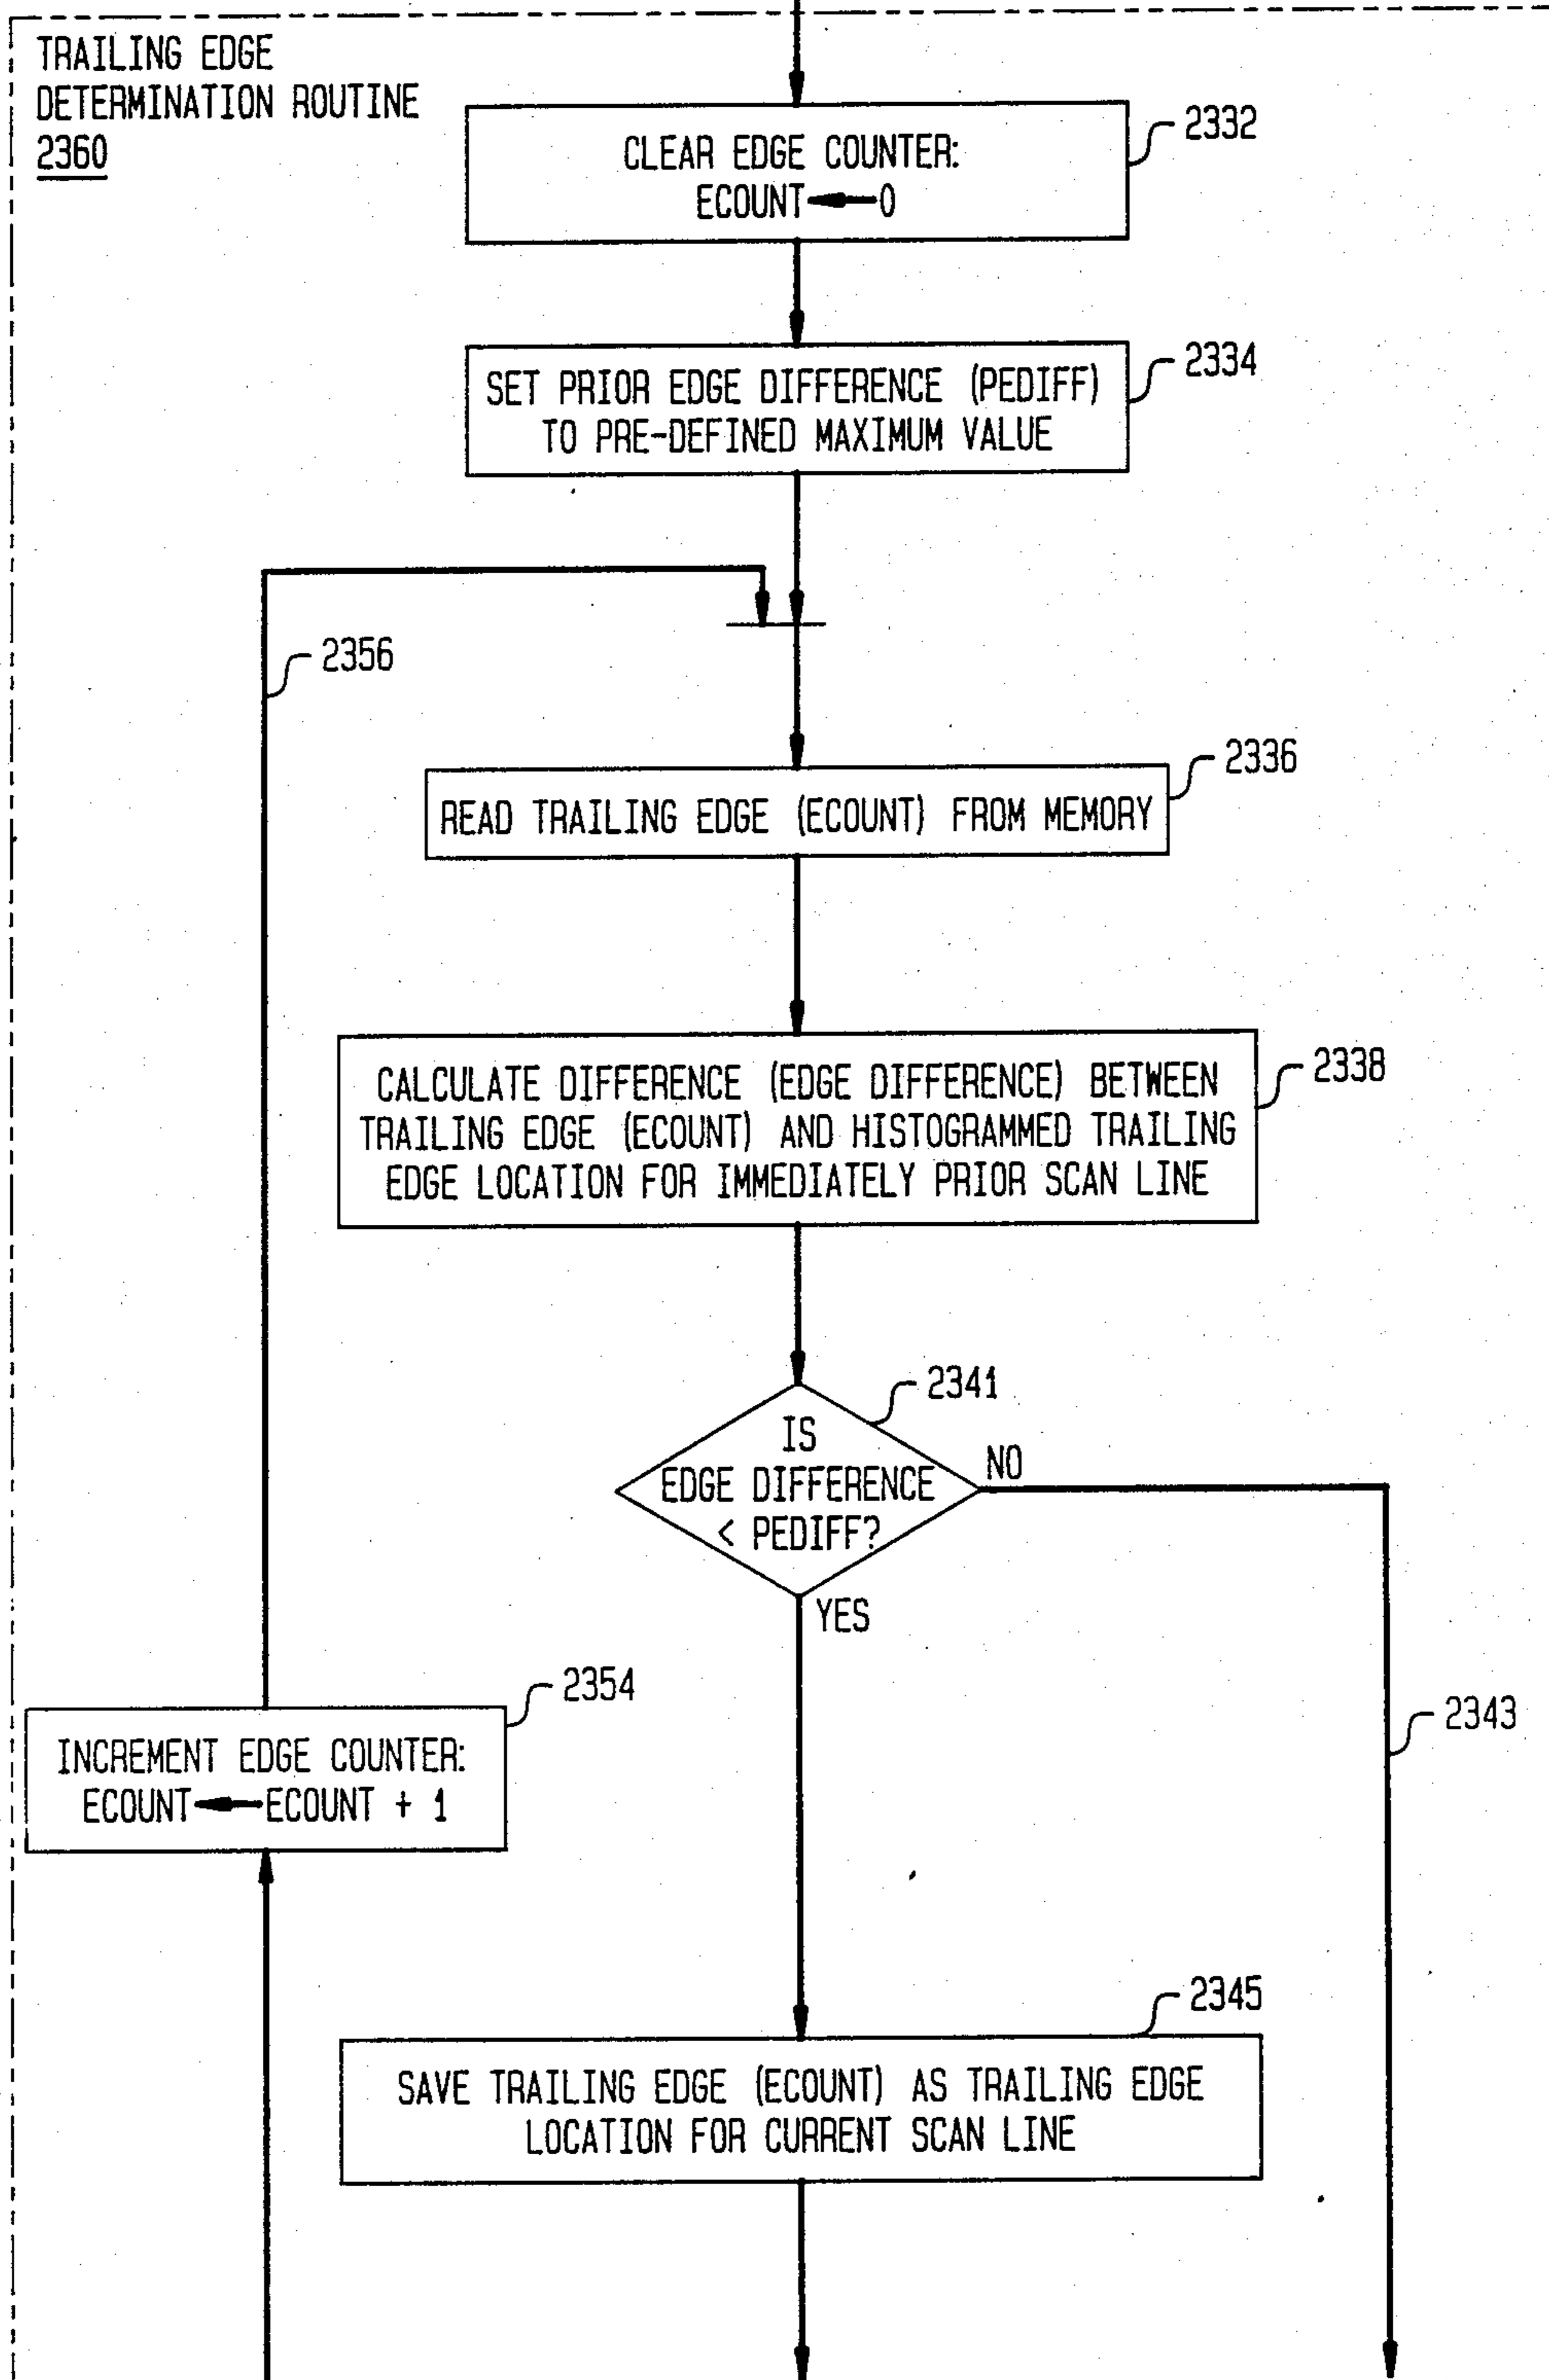 TRAILING EDGE
DETERMINATION ROUTINE
2360
2332
CLEAR EDGE COUNTER:
ECOUNT←0
2334
SET PRIOR EDGE DIFFERENCE (PEDIFF)
TO PRE-DEFINED MAXIMUM VALUE
2356
2336
READ TRAILING EDGE (ECOUNT) FROM MEMORY
2338
CALCULATE DIFFERENCE (EDGE DIFFERENCE) BETWEEN
TRAILING EDGE (ECOUNT) AND HISTOGRAMMED TRAILING
EDGE LOCATION FOR IMMEDIATELY PRIOR SCAN LINE
2341
IS
EDGE DIFFERENCE
< PEDIFF?
NO
YES
2354
INCREMENT EDGE COUNTER:
ECOUNT←ECOUNT + 1
2343
2345
SAVE TRAILING EDGE (ECOUNT) AS TRAILING EDGE
LOCATION FOR CURRENT SCAN LINE